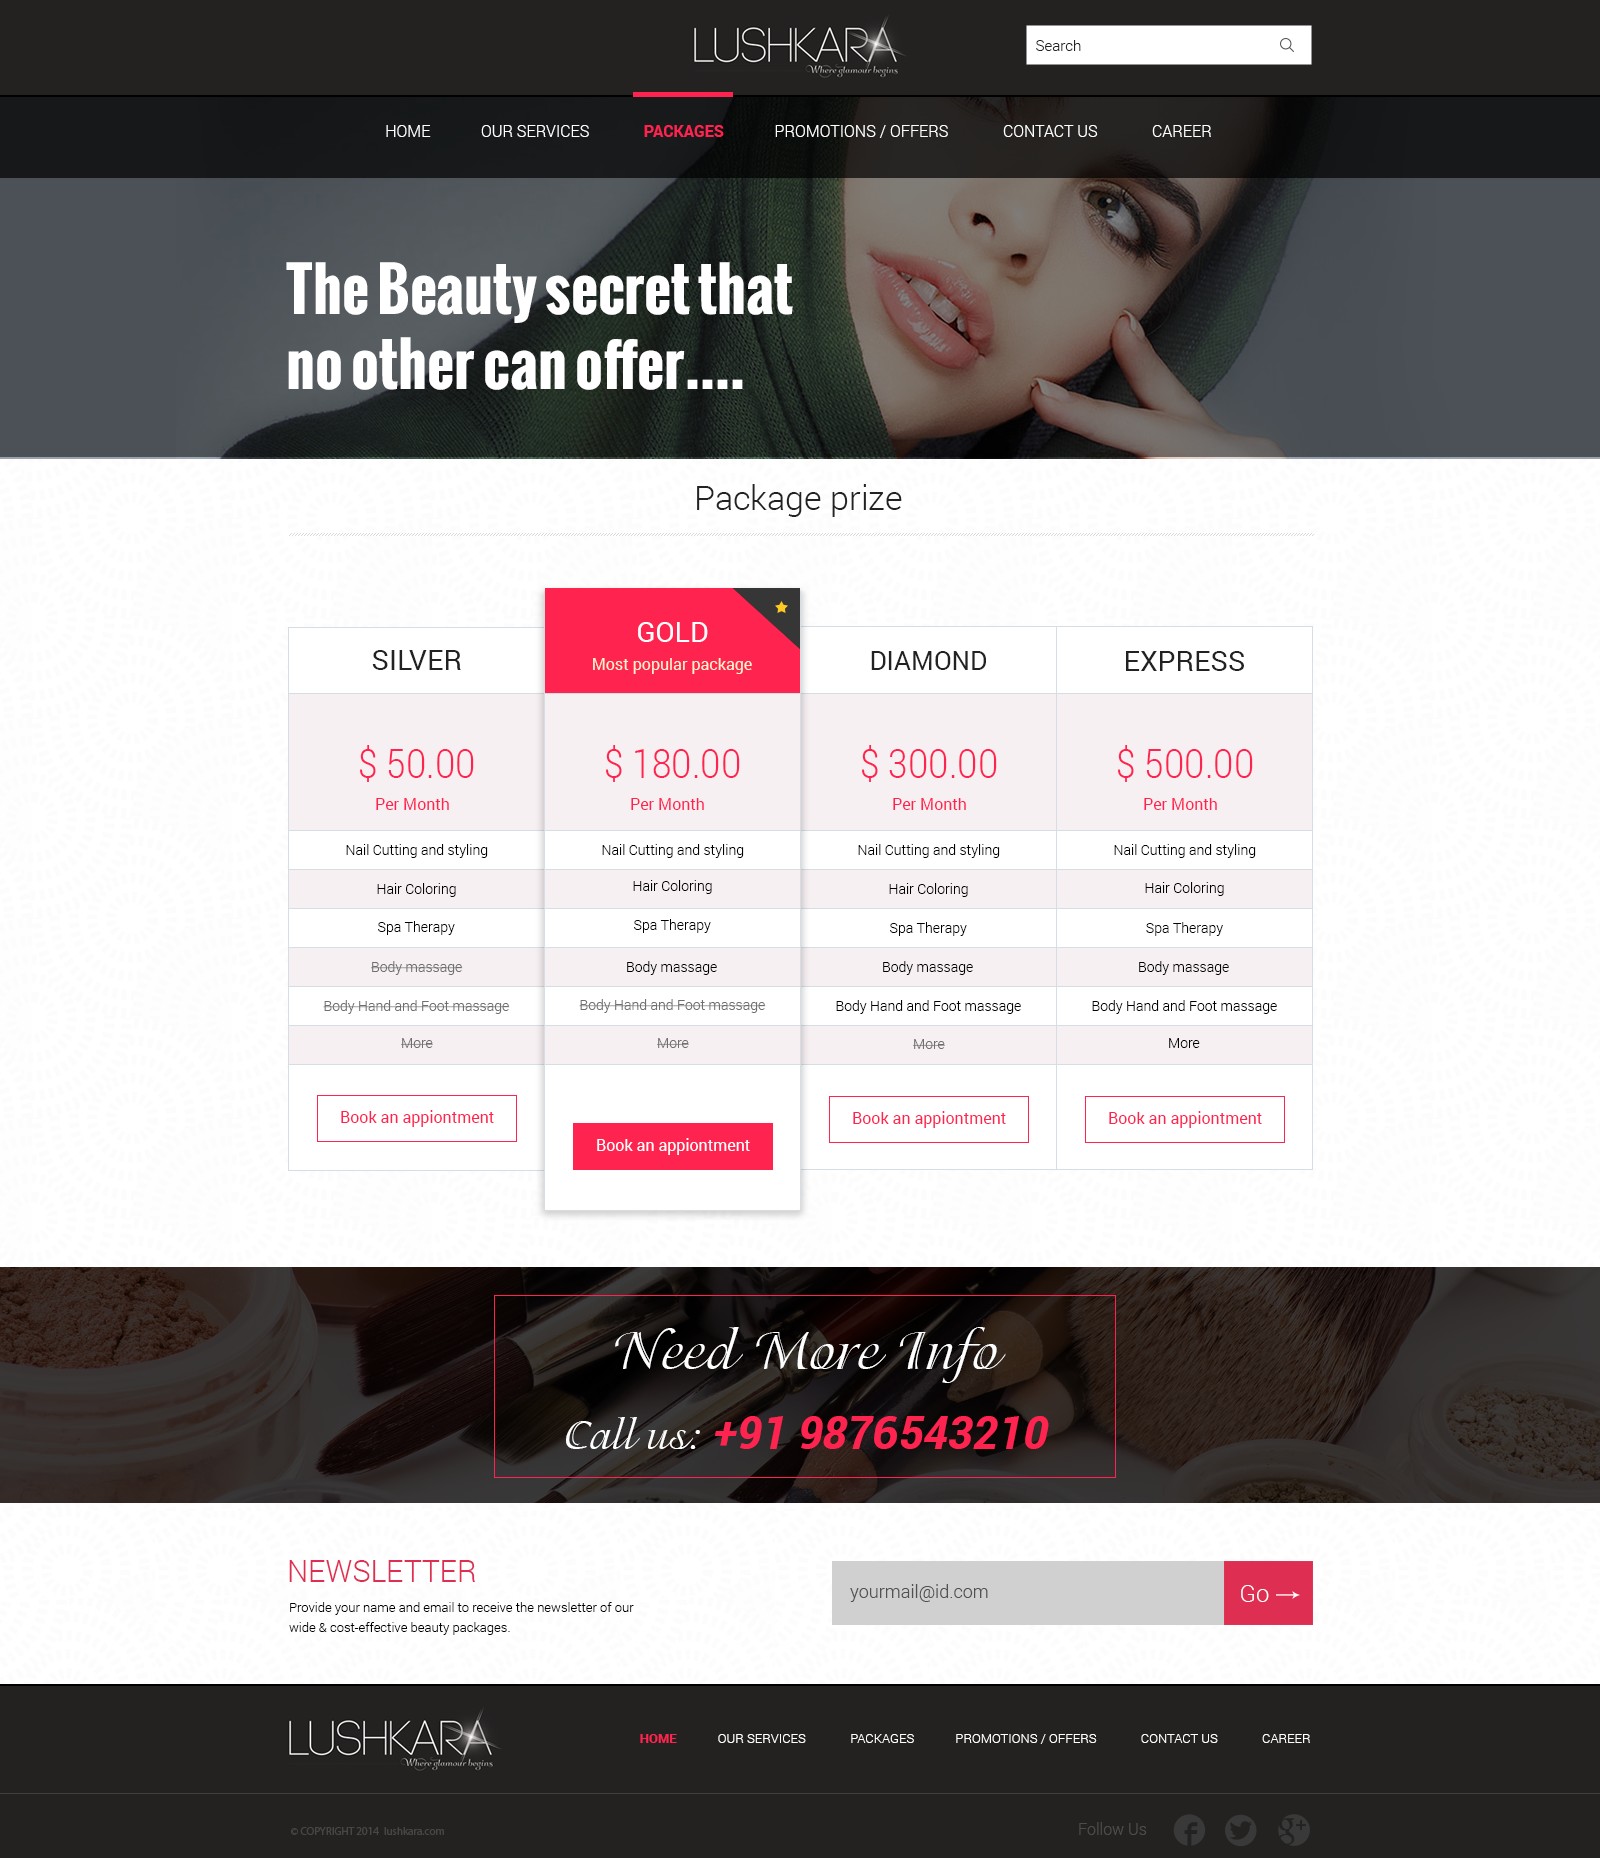 LUSHKARA
Where glamour begins
Search
HOME OUR SERVICES PACKAGES PROMOTIONS / OFFERS CONTACT US CAREER
The Beauty secret that
no other can offer....
Package prize
SILVER
$ 50.00
Per Month
Nail Cutting and styling
Hair Coloring
Spa Therapy
Body massage
Body Hand and Foot massage
More
Book an appiontment
GOLD
Most popular package
$ 180.00
Per Month
Nail Cutting and styling
Hair Coloring
Spa Therapy
Body massage
Body Hand and Foot massage
More
Book an appiontment
DIAMOND
$ 300.00
Per Month
Nail Cutting and styling
Hair Coloring
Spa Therapy
Body massage
Body Hand and Foot massage
More
Book an appiontment
EXPRESS
$ 500.00
Per Month
Nail Cutting and styling
Hair Coloring
Spa Therapy
Body massage
Body Hand and Foot massage
More
Book an appiontment
Need More Info
Call us: +91 9876543210
NEWSLETTER
Provide your name and email to receive the newsletter of our
wide & cost-effective beauty packages.
yourmail@id.com
Go →
LUSHKARA
Where glamour begins
HOME OUR SERVICES PACKAGES PROMOTIONS / OFFERS CONTACT US CAREER
© COPYRIGHT 2014 lushkara.com
Follow Us